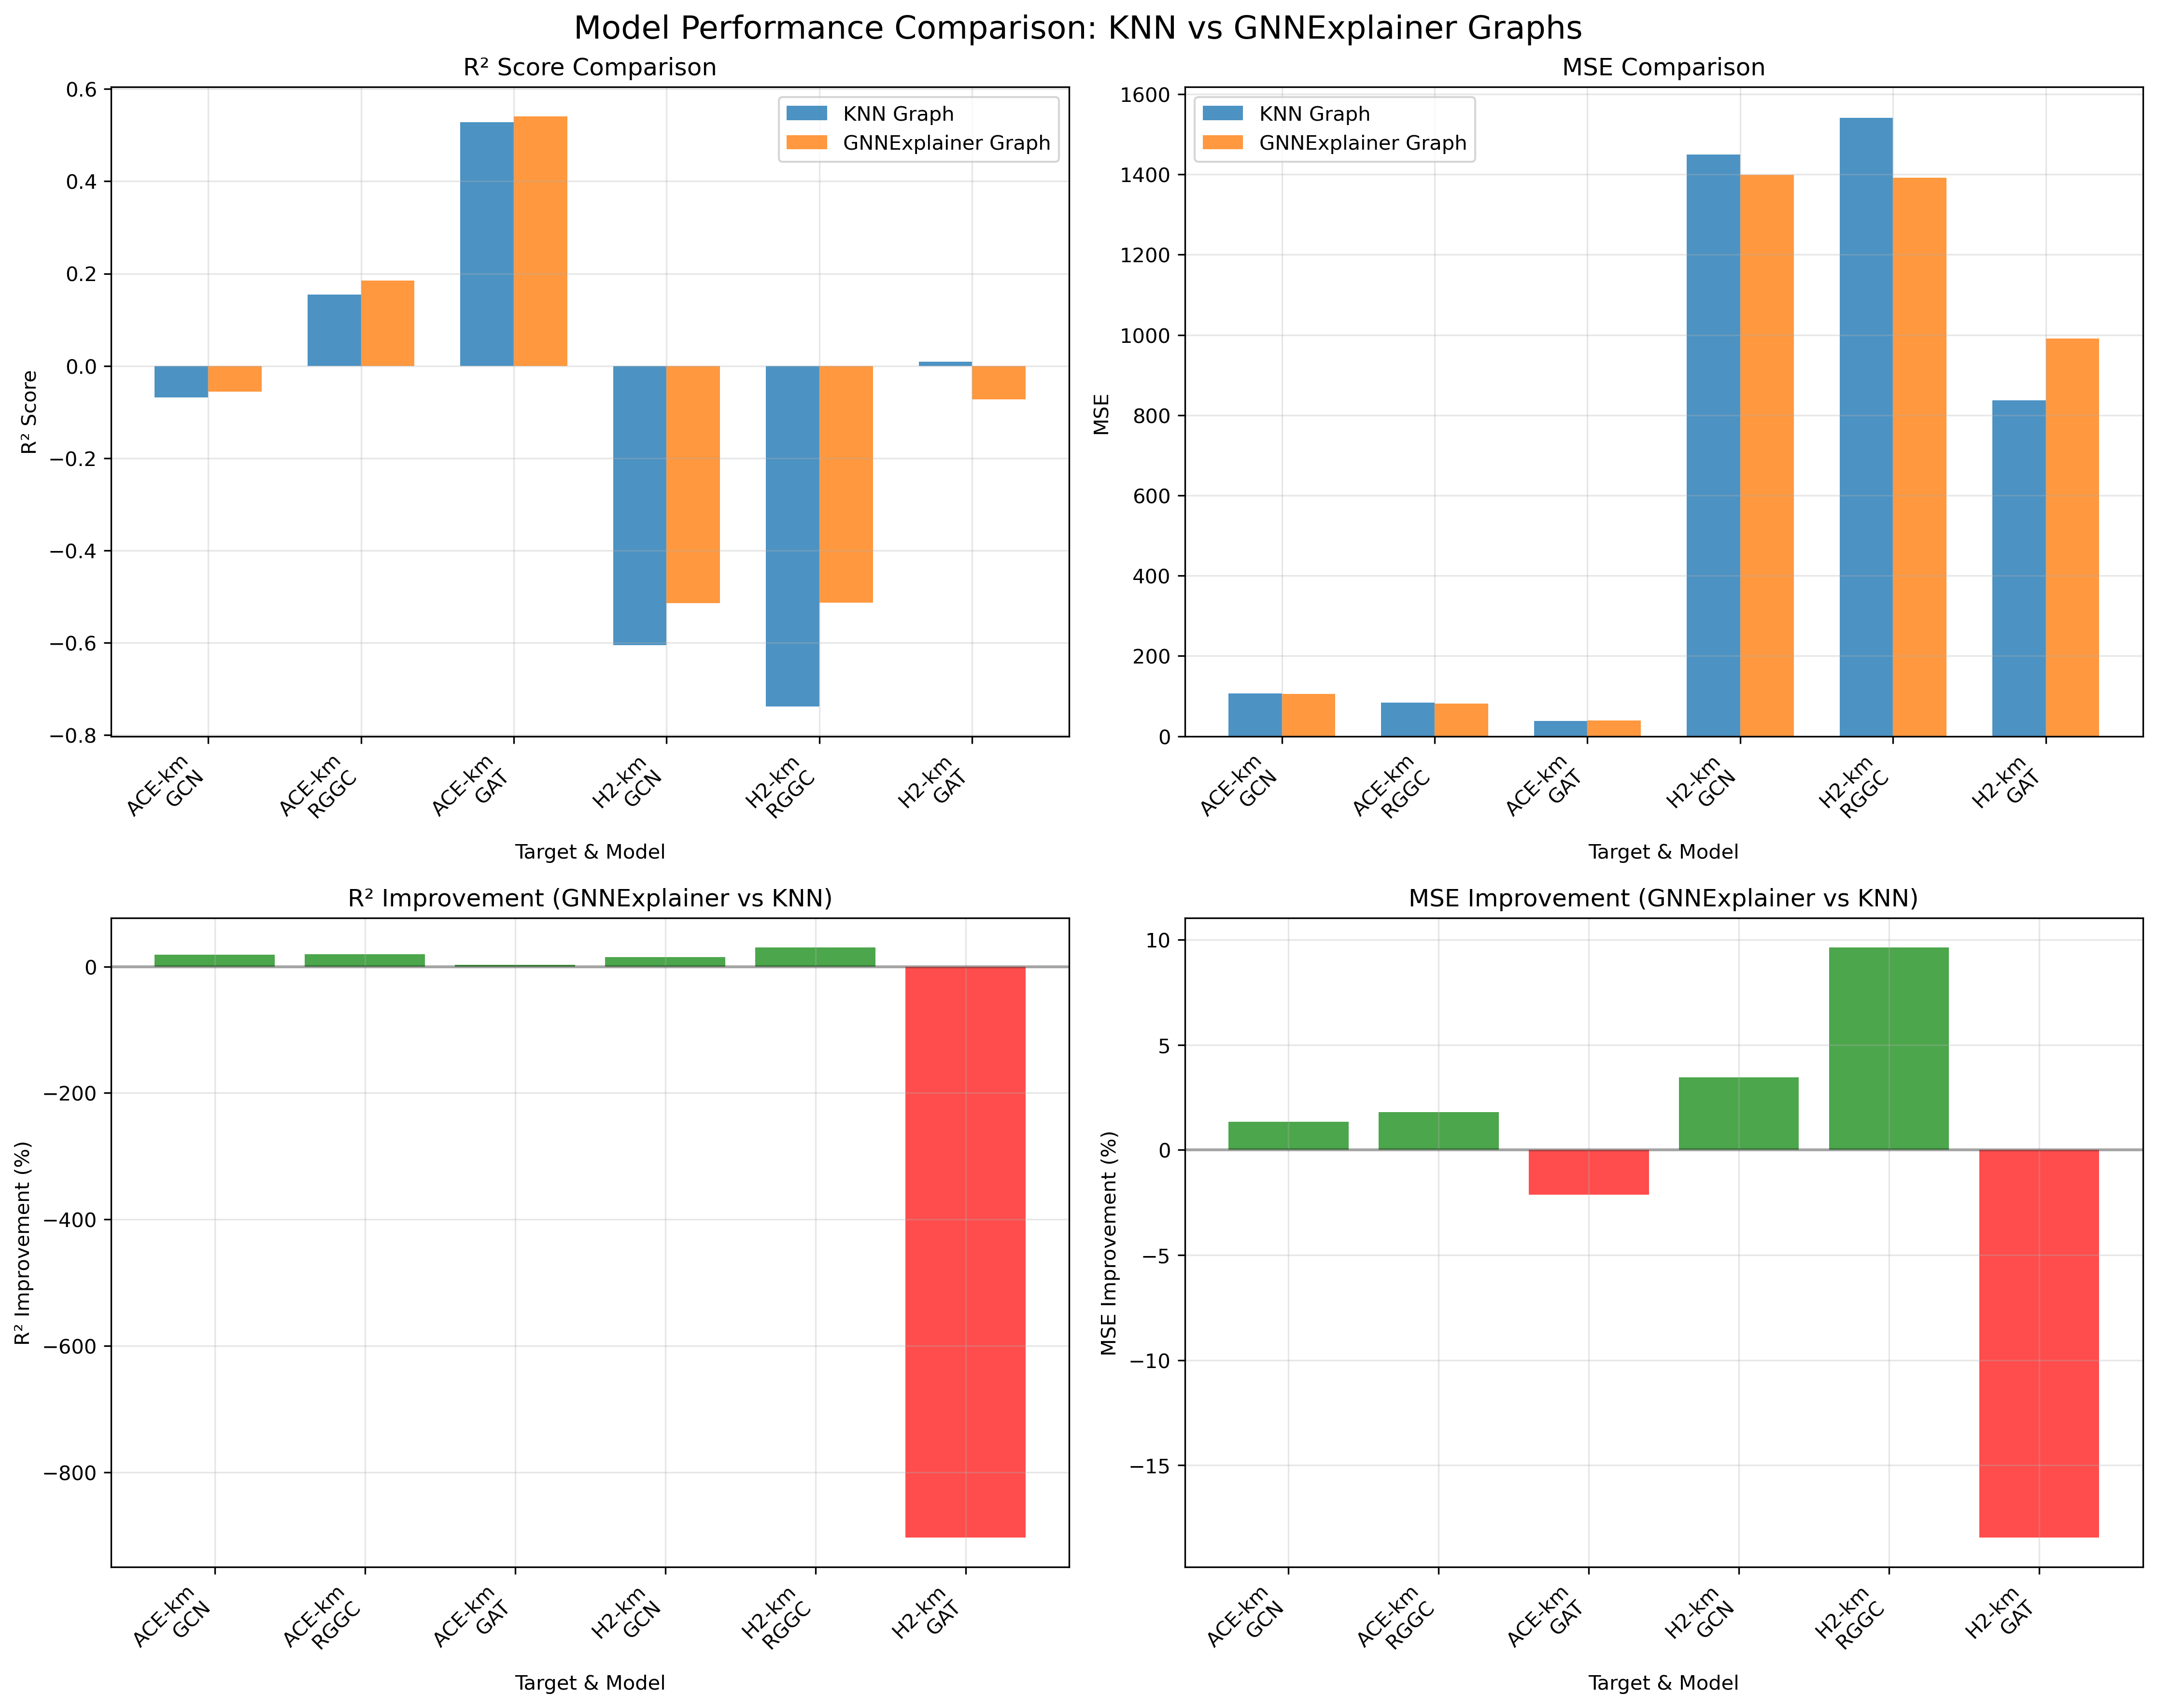 Model Performance Comparison: KNN vs GNNExplainer Graphs
R² Score Comparison
KNN Graph
GNNExplainer Graph
R² Score
0.6
0.4
0.2
0.0
−0.2
−0.4
−0.6
−0.8
ACE-km
GCN
ACE-km
RGGC
ACE-km
GAT
H2-km
GCN
H2-km
RGGC
H2-km
GAT
Target & Model
MSE Comparison
KNN Graph
GNNExplainer Graph
MSE
1600
1400
1200
1000
800
600
400
200
0
ACE-km
GCN
ACE-km
RGGC
ACE-km
GAT
H2-km
GCN
H2-km
RGGC
H2-km
GAT
Target & Model
R² Improvement (GNNExplainer vs KNN)
R² Improvement (%)
0
−200
−400
−600
−800
ACE-km
GCN
ACE-km
RGGC
ACE-km
GAT
H2-km
GCN
H2-km
RGGC
H2-km
GAT
Target & Model
MSE Improvement (GNNExplainer vs KNN)
MSE Improvement (%)
10
5
0
−5
−10
−15
ACE-km
GCN
ACE-km
RGGC
ACE-km
GAT
H2-km
GCN
H2-km
RGGC
H2-km
GAT
Target & Model